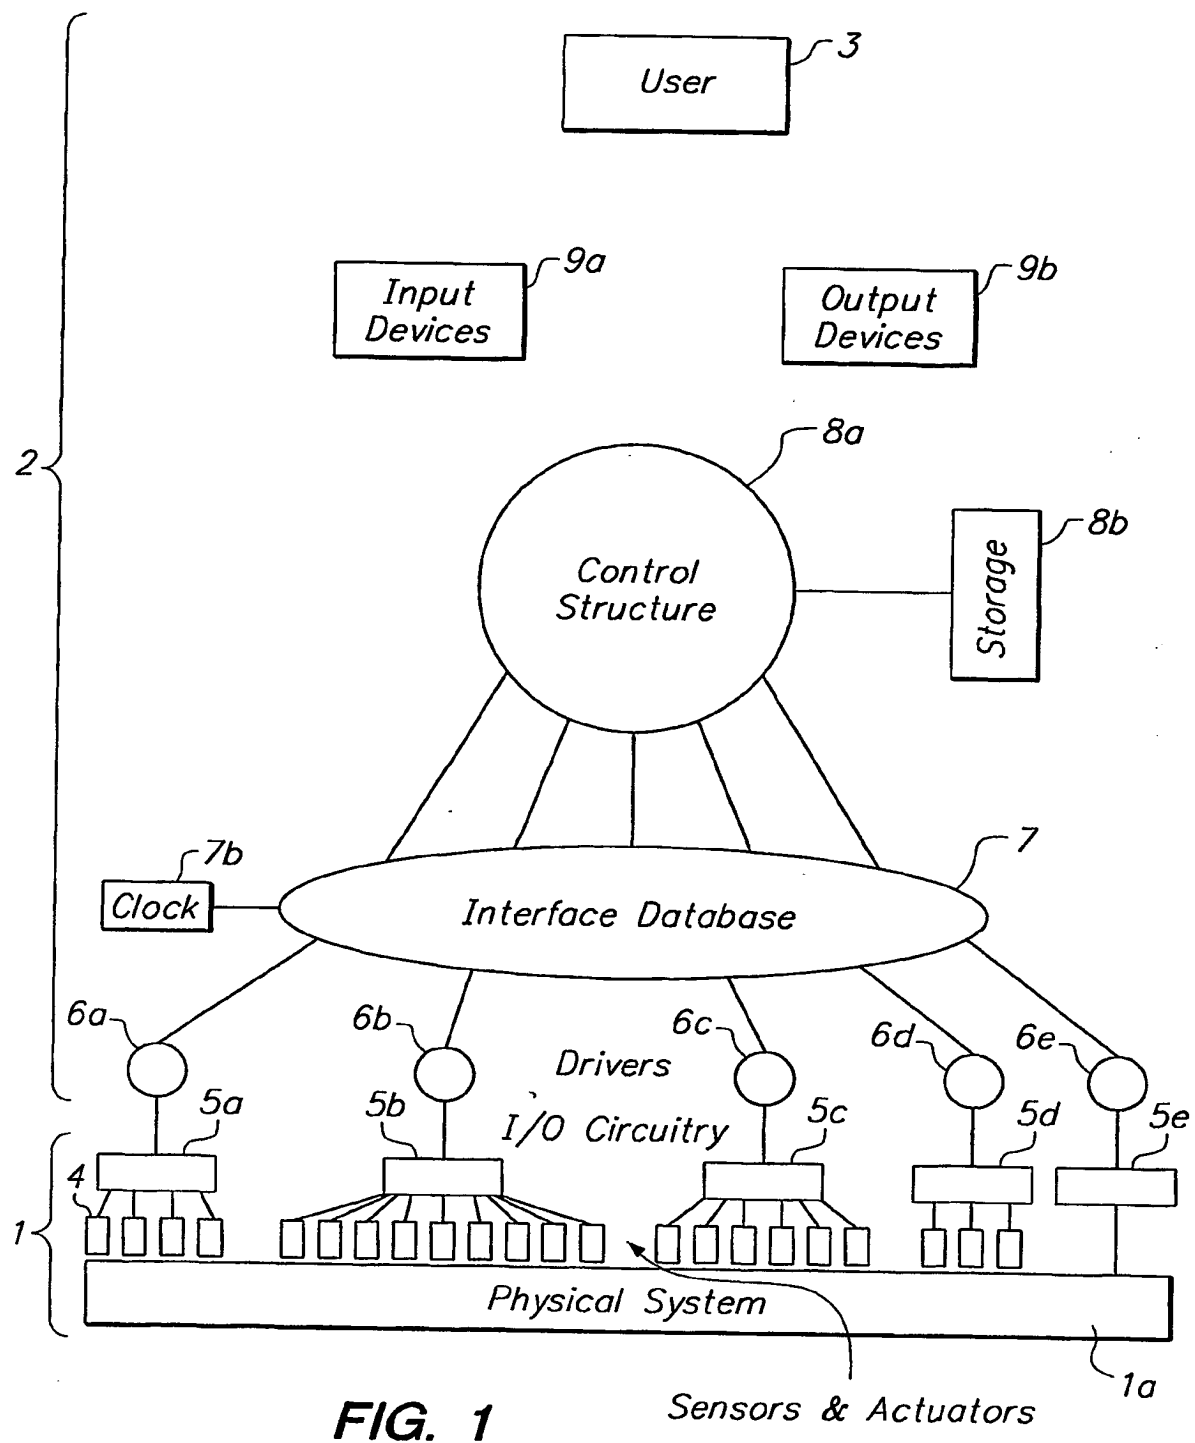 3
User
9a
Input
Devices
9b
Output
Devices
2
8a
Control
Structure
8b
Storage
7b
Clock
7
Interface Database
6a
6b
6c
6d
6e
Drivers
I/O Circuitry
5a
5b
5c
5d
5e
4
1
Physical System
1a
Sensors & Actuators
FIG. 1